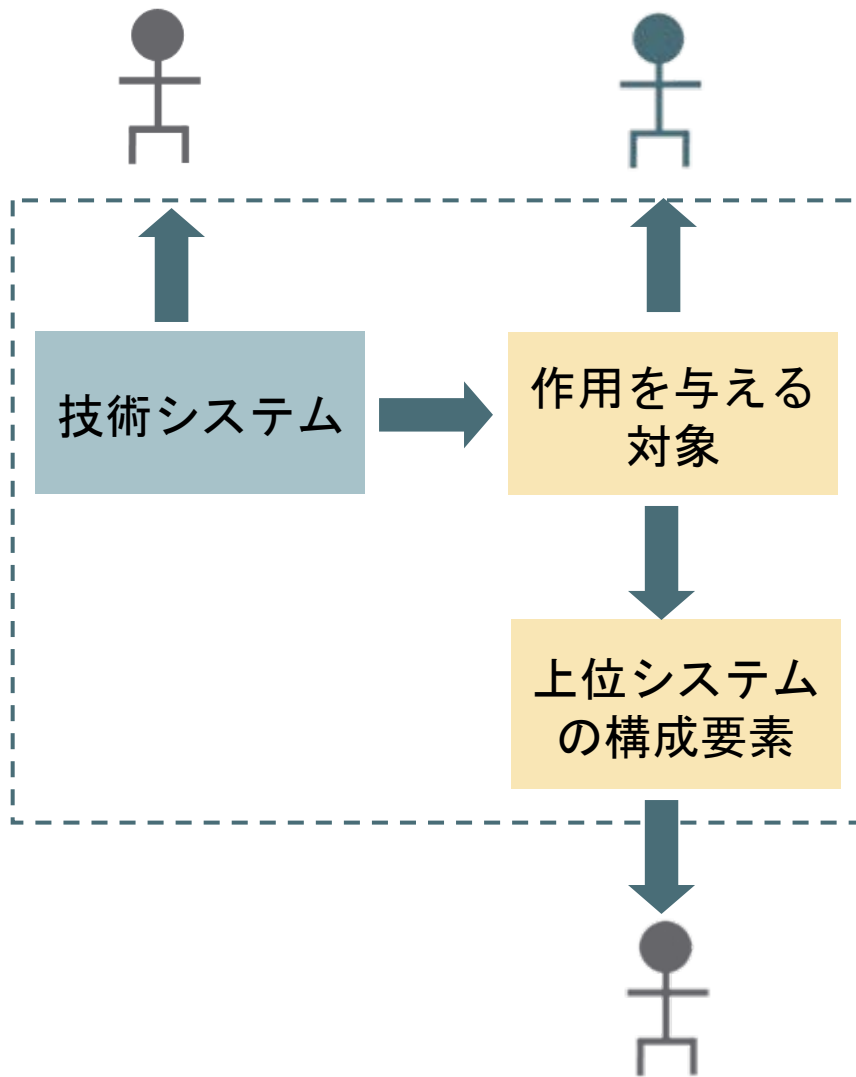 技術システム
作用を与える
対象
上位システム
の構成要素